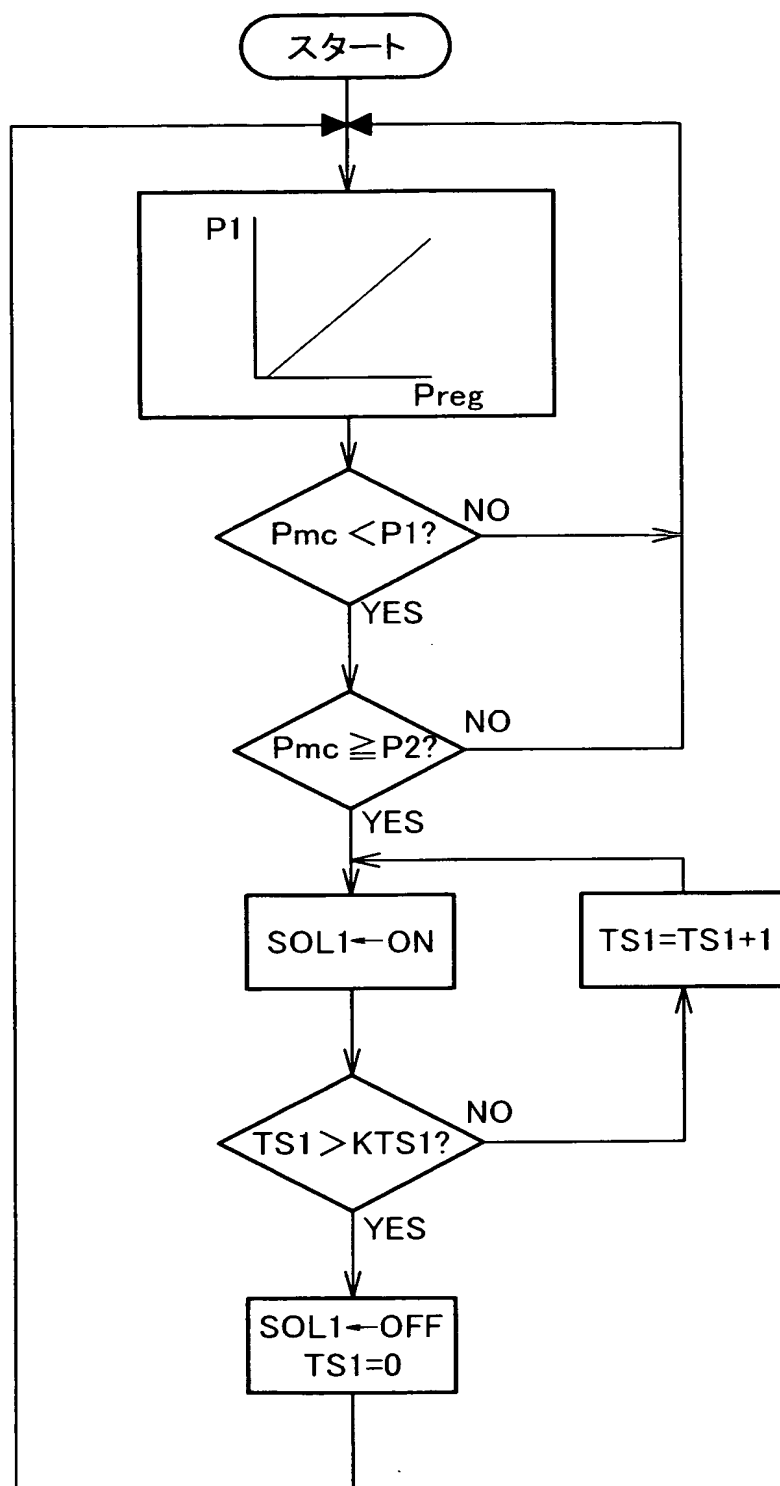 スタート
P1
Preg
Pmc＜P1?
NO
YES
Pmc≧P2?
NO
YES
SOL1←ON
TS1=TS1+1
TS1＞KTS1?
NO
YES
SOL1←OFF
TS1=0